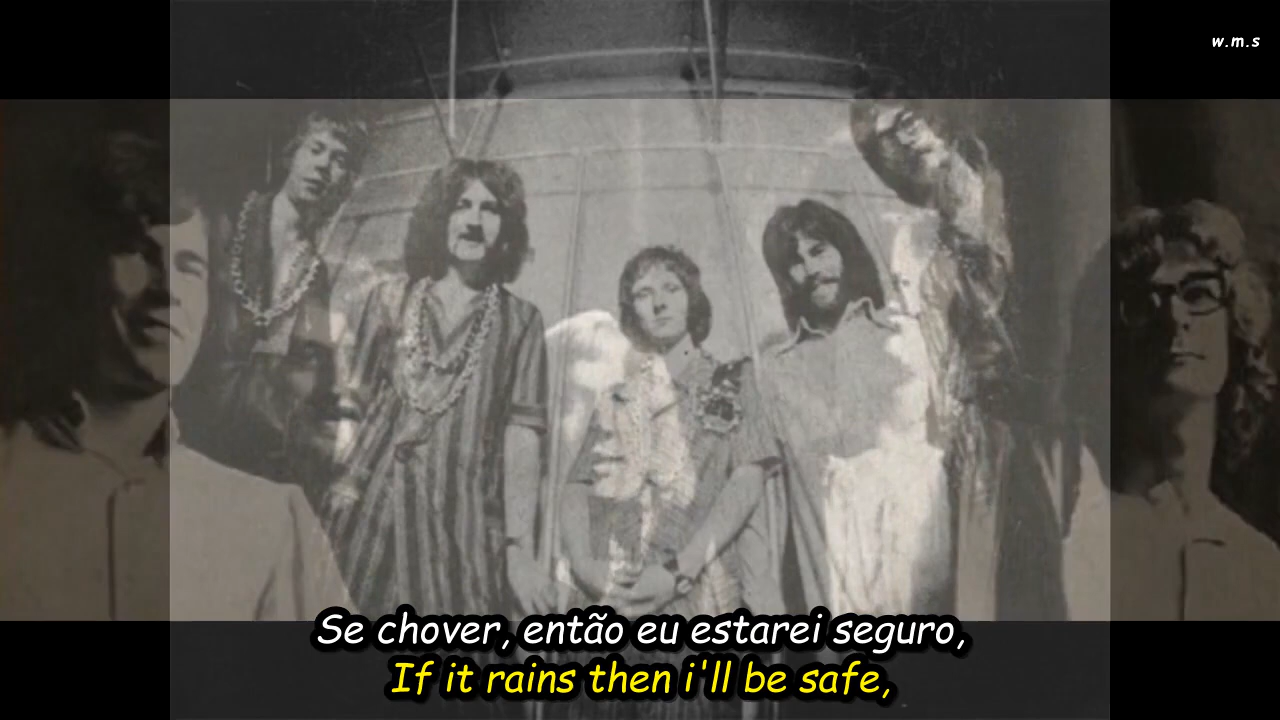 w.m.s
Se chover, então eu estarei seguro,
If it rains then i'll be safe,